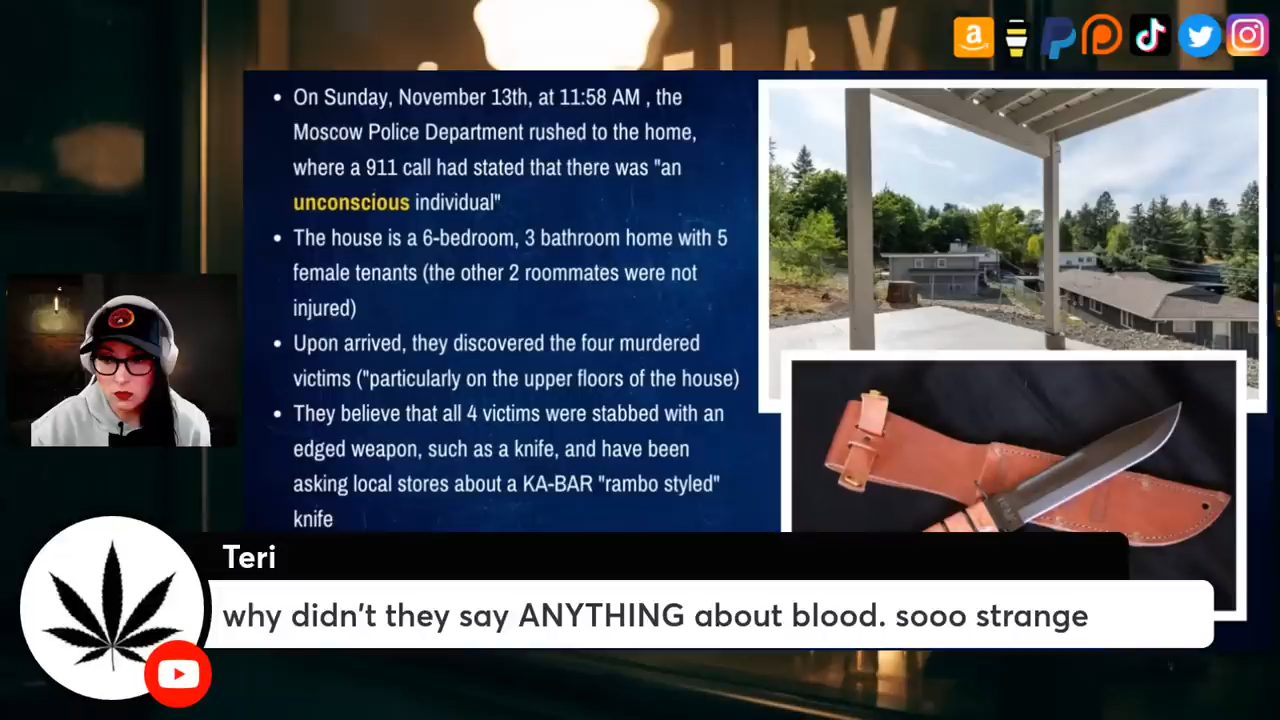 ELAY
• On Sunday, November 13th, at 11:58 AM , the
Moscow Police Department rushed to the home,
where a 911 call had stated that there was "an
unconscious individual"
• The house is a 6-bedroom, 3 bathroom home with 5
female tenants (the other 2 roommates were not
injured)
• Upon arrived, they discovered the four murdered
victims ("particularly on the upper floors of the house)
• They believe that all 4 victims were stabbed with an
edged weapon, such as a knife, and have been
asking local stores about a KA-BAR "rambo styled"
knife
Teri
why didn't they say ANYTHING about blood. sooo strange